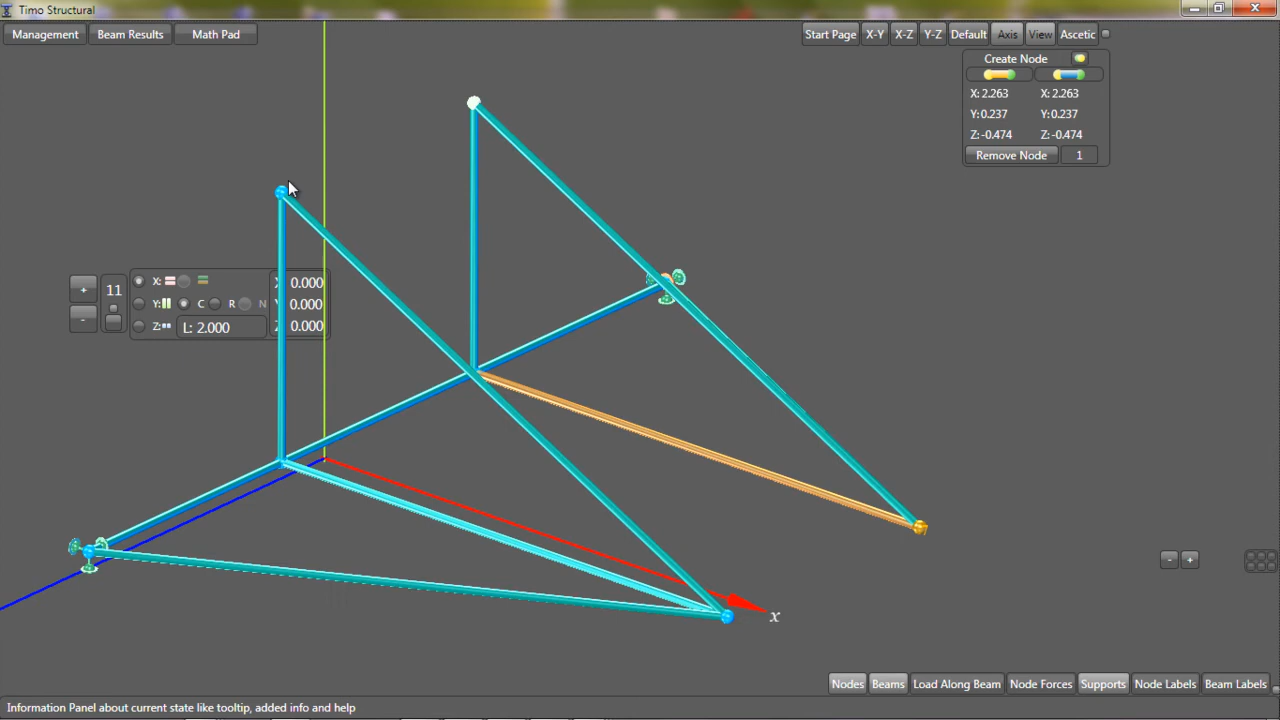 Timo Structural
Management Beam Results Math Pad Start Page X-Y X-Z Y-Z Default Axis View Ascetic
Create Node
X: 2.263 X: 2.263
Y: 0.237 Y: 0.237
Z: -0.474 Z: -0.474
Remove Node 1
+ 11 X: X 0.000
Y: C R N 0.000
- Z: L: 2.000 0.000
x
- +
Nodes Beams Load Along Beam Node Forces Supports Node Labels Beam Labels
Information Panel about current state like tooltip, added info and help